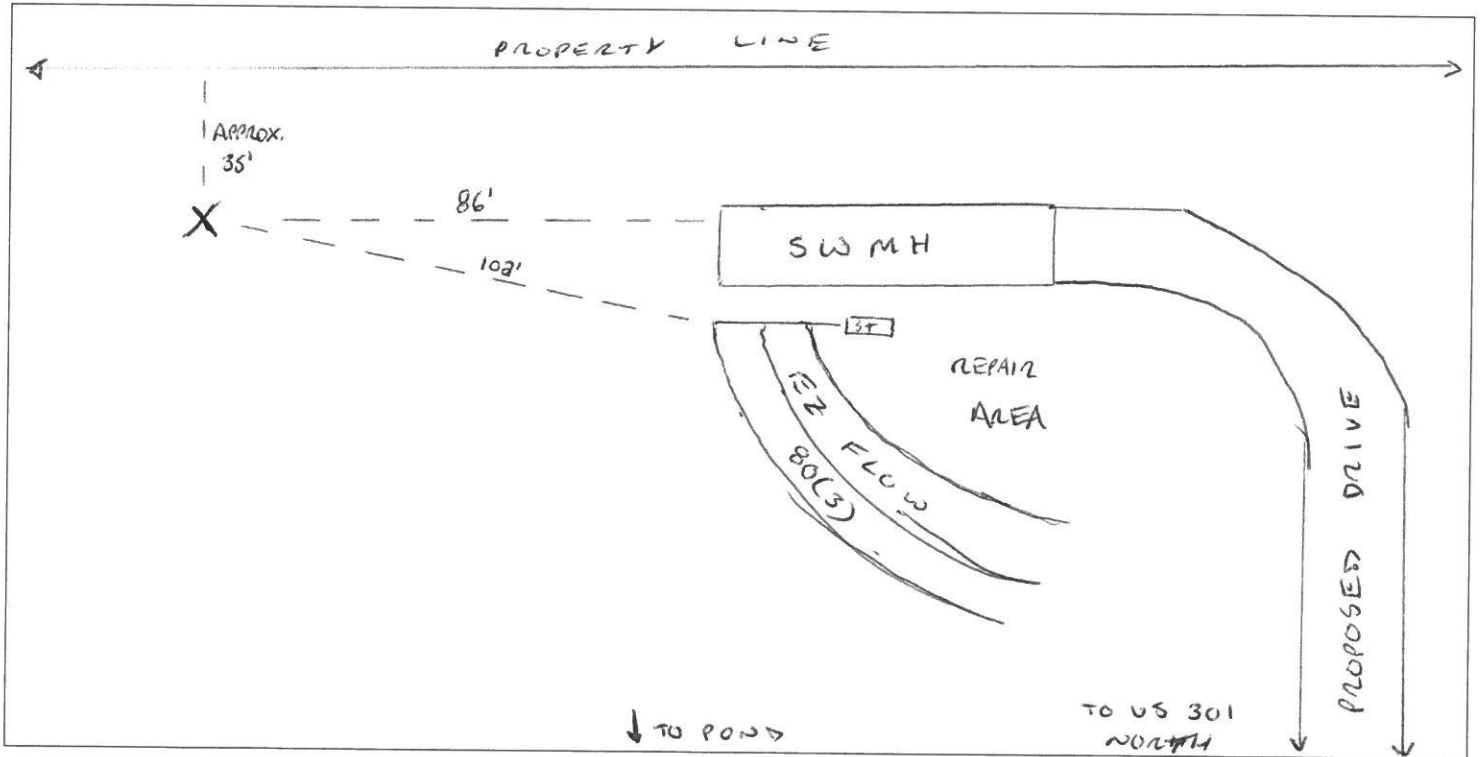 PROPERTY LINE
APPROX.
35'
X
86'
102'
SWMH
ST
EZ FLOW
80(3)
REPAIR
AREA
PROPOSED DRIVE
TO POND
TO US 301
NORTH